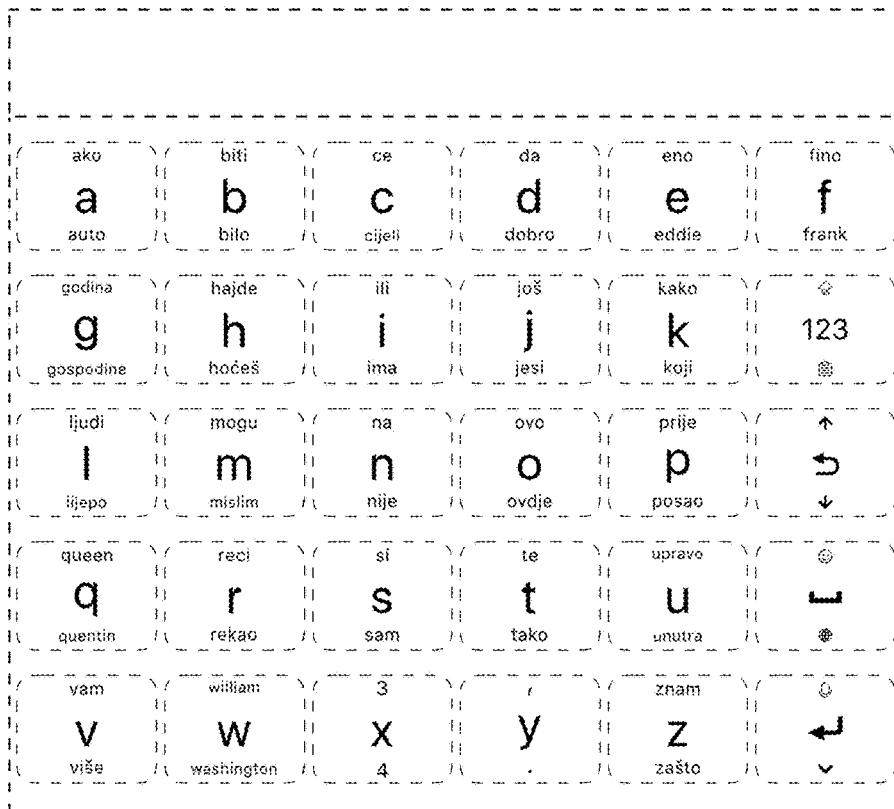 ako biti ce da eno fino
a b c d e f
auto bilo cijeli dobro eddie frank
godina hajde ili još kako
g h i j k 123
gospodine hoćeš ima jesi koji
ljudi mogu na ovo prije ↑
l m n o p
lijepo mislim nije ovdje posao ↓
queen reci si te upravo
q r s t u
quentin rekao sam tako unutra
vam william 3 , znam
v w x y z
više washington 4 . zašto